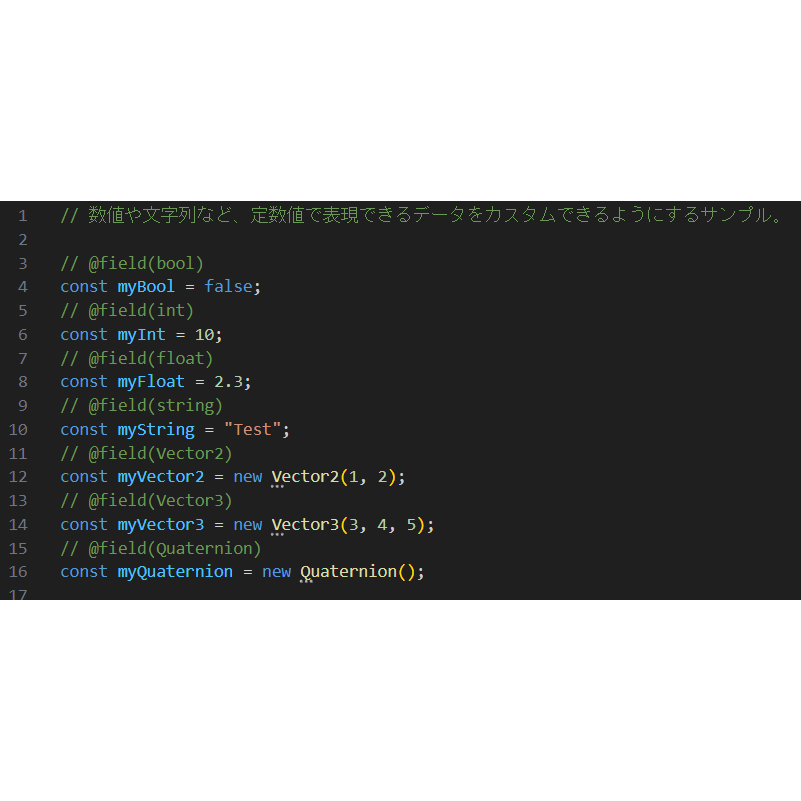 1 // 数値や文字列など、定数値で表現できるデータをカスタムできるようにするサンプル。
2
3 // @field(bool)
4 const myBool = false;
5 // @field(int)
6 const myInt = 10;
7 // @field(float)
8 const myFloat = 2.3;
9 // @field(string)
10 const myString = "Test";
11 // @field(Vector2)
12 const myVector2 = new Vector2(1, 2);
13 // @field(Vector3)
14 const myVector3 = new Vector3(3, 4, 5);
15 // @field(Quaternion)
16 const myQuaternion = new Quaternion();
17